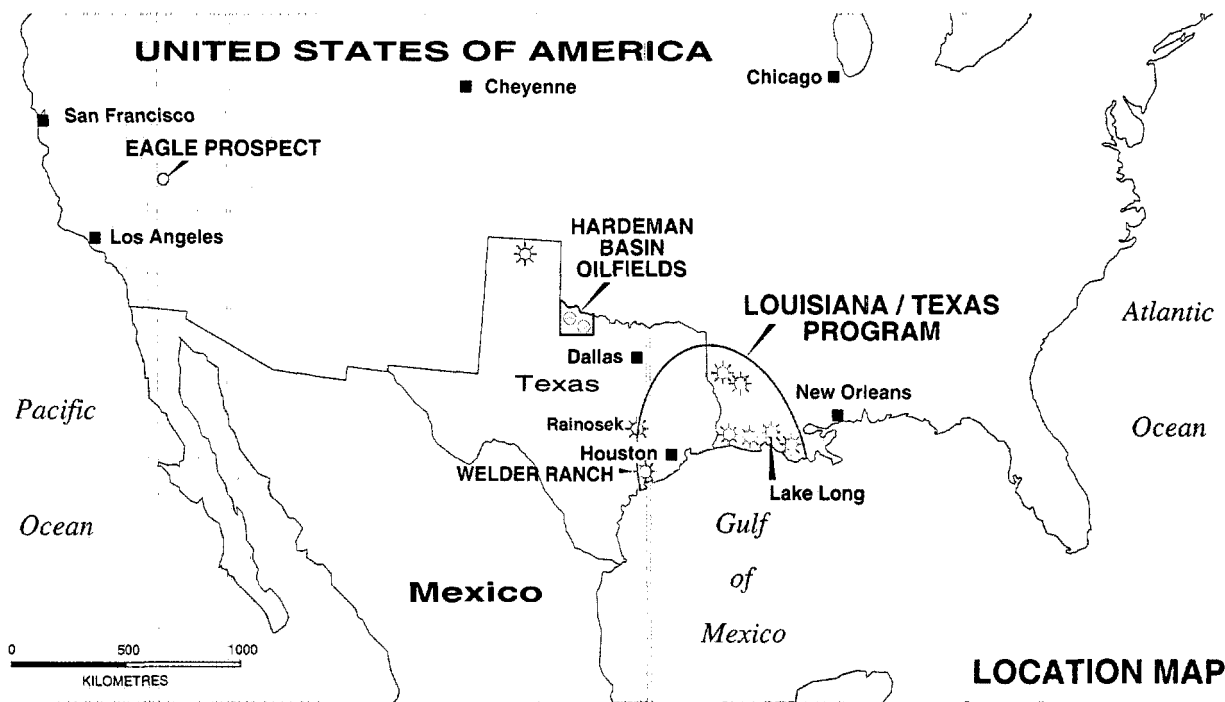 UNITED STATES OF AMERICA
Cheyenne
Chicago
San Francisco
EAGLE PROSPECT
Los Angeles
HARDEMAN
BASIN
OILFIELDS
LOUISIANA / TEXAS
PROGRAM
Atlantic
Ocean
Dallas
Texas
New Orleans
Pacific
Ocean
Rainosek
Houston
WELDER RANCH
Lake Long
Gulf
of
Mexico
Mexico
0 500 1000
KILOMETRES
LOCATION MAP